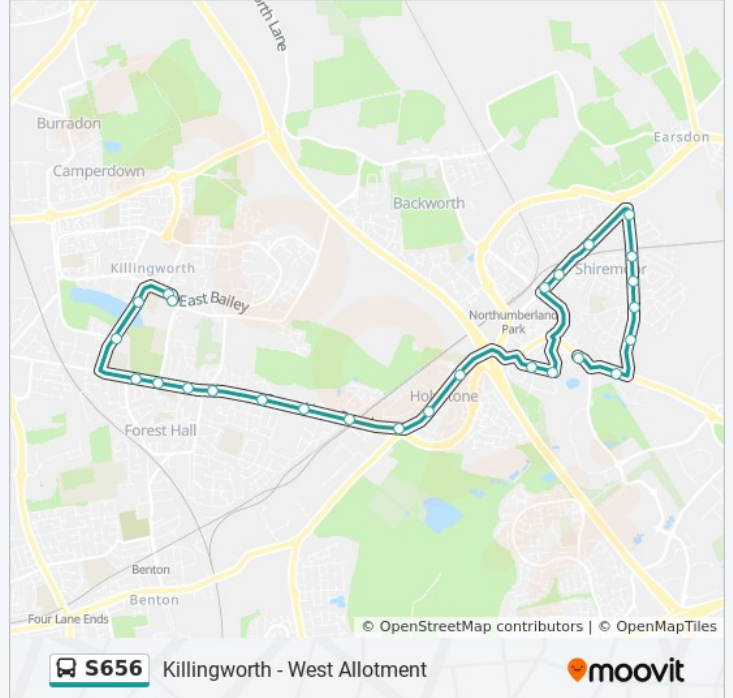 orth Lane
Burradon
Earsdon
Camperdown
Backworth
Killingworth
Shiremoor
East Bailey
Northumberland
Park
Holystone
Forest Hall
Benton
Benton
Four Lane Ends
© OpenStreetMap contributors | © OpenMapTiles
S656 Killingworth - West Allotment moovit